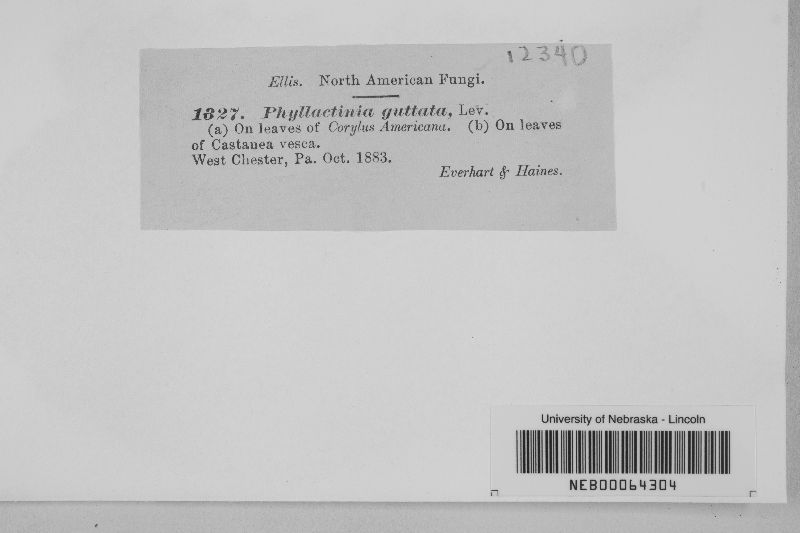 12340
Ellis. North American Fungi.
1327. Phyllactinia guttata, Lev.
(a) On leaves of Corylus Americana. (b) On leaves
of Castanea vesca.
West Chester, Pa. Oct. 1883.
Everhart & Haines.
University of Nebraska - Lincoln
NEB00064304